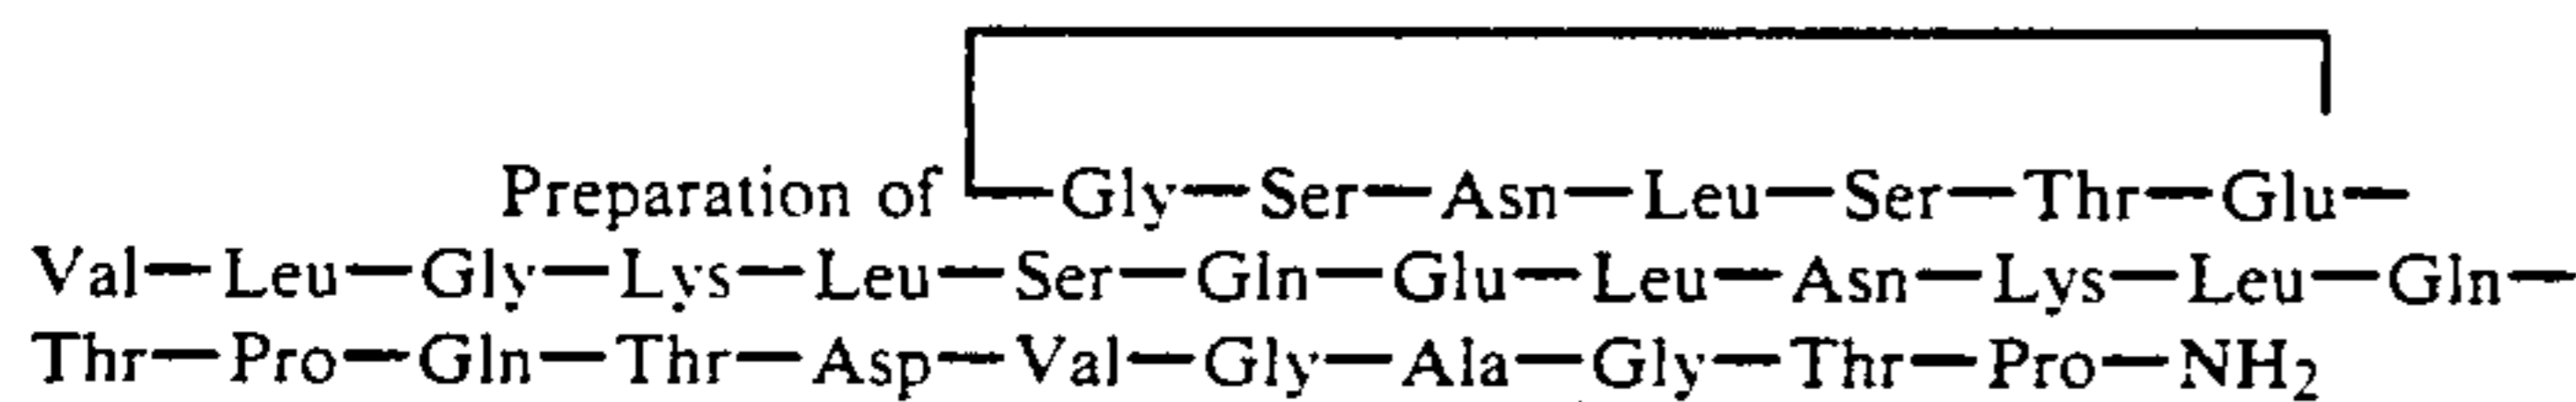 Preparation of Gly—Ser—Asn—Leu—Ser—Thr—Glu—
Val—Leu—Gly—Lys—Leu—Ser—Gln—Glu—Leu—Asn—Lys—Leu—Gln—
Thr—Pro—Gln—Thr—Asp—Val—Gly—Ala—Gly—Thr—Pro—NH₂